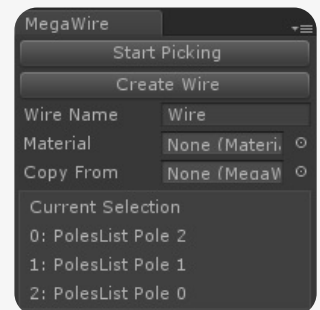 MegaWire
Start Picking
Create Wire
Wire Name Wire
Material None (Materi
Copy From None (MegaW
Current Selection
0: PolesList Pole 2
1: PolesList Pole 1
2: PolesList Pole 0